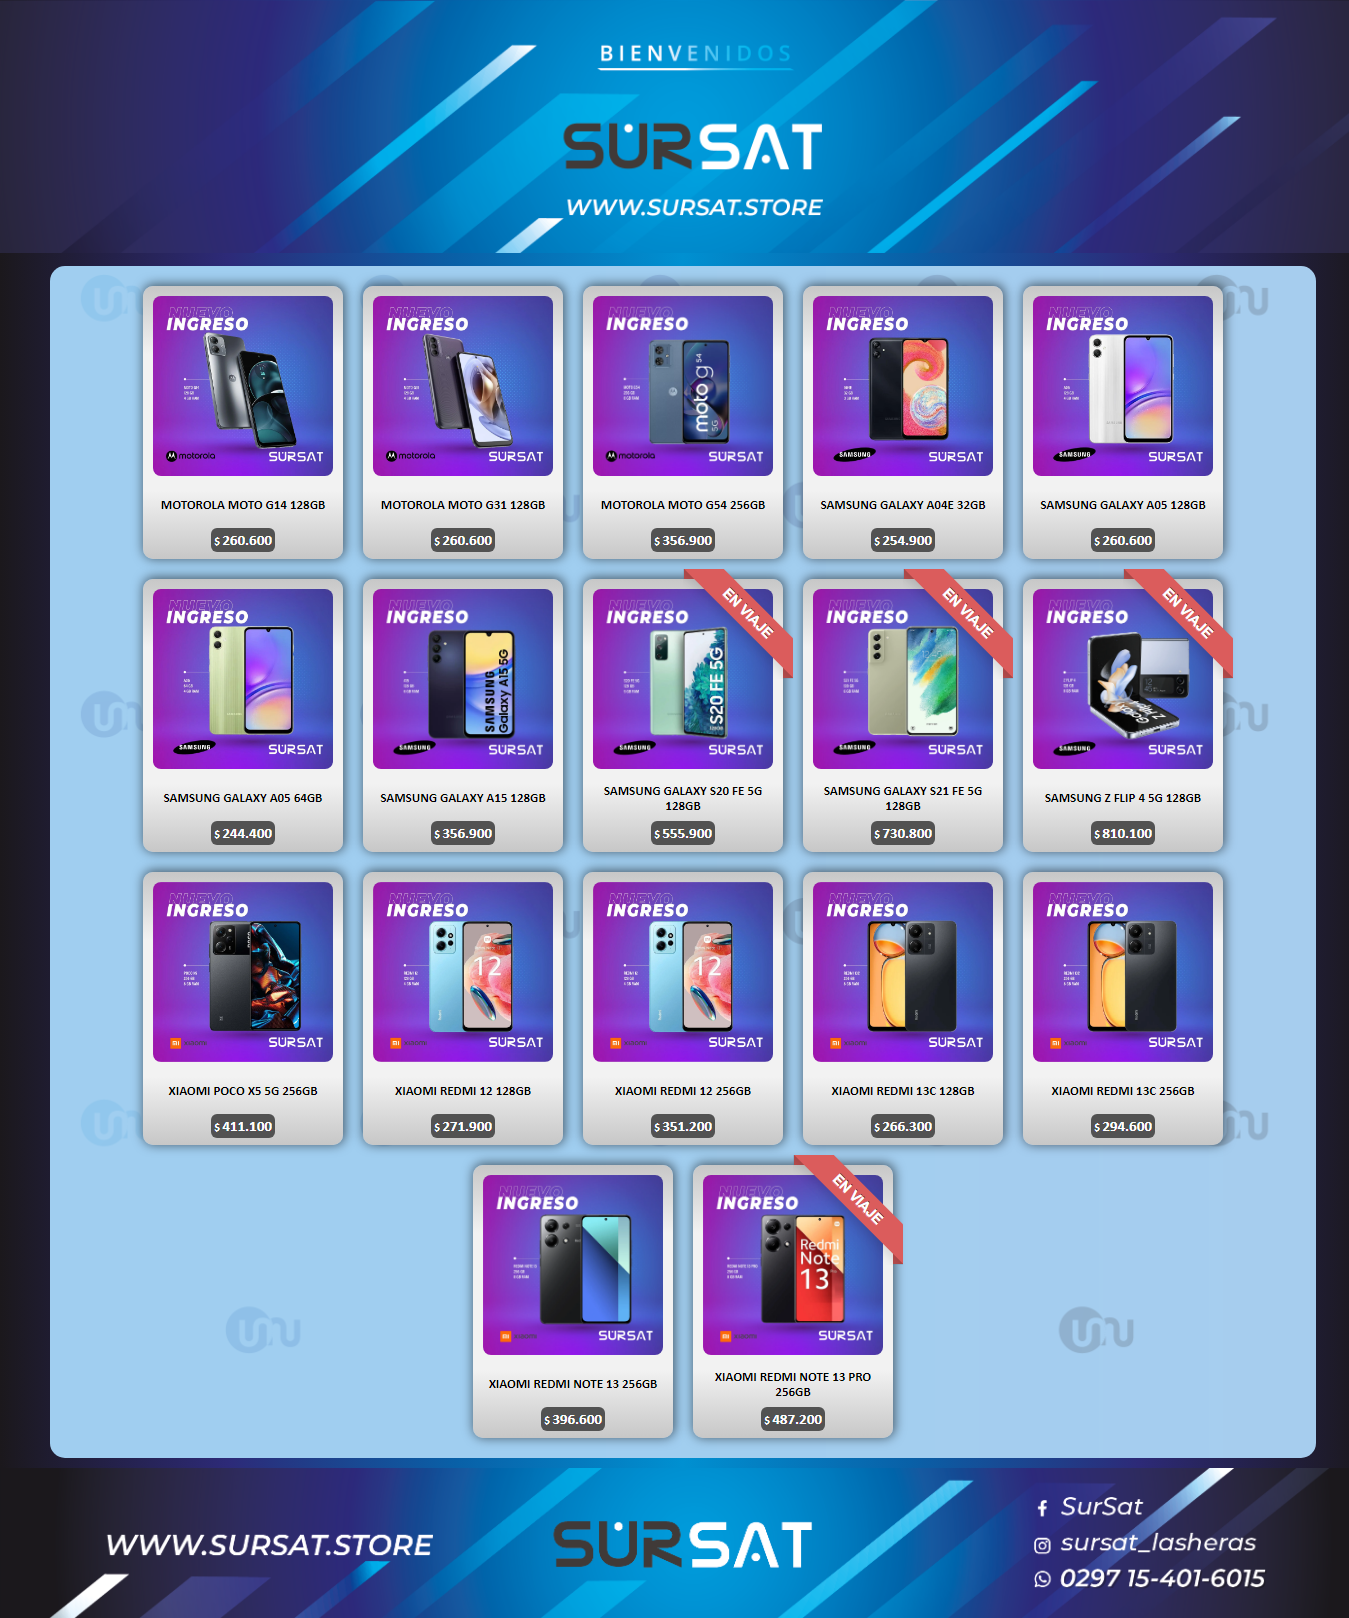 BIENVENIDOS
SURSAT
WWW.SURSAT.STORE
NUEVO
INGRESO
motorola
SURSAT
MOTOROLA MOTO G14 128GB
$ 260.600
NUEVO
INGRESO
motorola
SURSAT
MOTOROLA MOTO G31 128GB
$ 260.600
NUEVO
INGRESO
moto g 54
5G
motorola
SURSAT
MOTOROLA MOTO G54 256GB
$ 356.900
NUEVO
INGRESO
SAMSUNG
SURSAT
SAMSUNG GALAXY A04E 32GB
$ 254.900
NUEVO
INGRESO
SAMSUNG
SURSAT
SAMSUNG GALAXY A05 128GB
$ 260.600
NUEVO
INGRESO
SAMSUNG
SURSAT
SAMSUNG GALAXY A05 64GB
$ 244.400
NUEVO
INGRESO
SAMSUNG
Galaxy A15 5G
SAMSUNG
SURSAT
SAMSUNG GALAXY A15 128GB
$ 356.900
EN VIAJE
NUEVO
INGRESO
S20 FE 5G
128GB
SAMSUNG
SURSAT
SAMSUNG GALAXY S20 FE 5G
128GB
$ 555.900
EN VIAJE
NUEVO
INGRESO
SAMSUNG
SURSAT
SAMSUNG GALAXY S21 FE 5G
128GB
$ 730.800
EN VIAJE
NUEVO
INGRESO
Galaxy
Z Flip4
SAMSUNG
SURSAT
SAMSUNG Z FLIP 4 5G 128GB
$ 810.100
NUEVO
INGRESO
SURSAT
XIAOMI POCO X5 5G 256GB
$ 411.100
NUEVO
INGRESO
12
SURSAT
XIAOMI REDMI 12 128GB
$ 271.900
NUEVO
INGRESO
12
SURSAT
XIAOMI REDMI 12 256GB
$ 351.200
NUEVO
INGRESO
SURSAT
XIAOMI REDMI 13C 128GB
$ 266.300
NUEVO
INGRESO
SURSAT
XIAOMI REDMI 13C 256GB
$ 294.600
NUEVO
INGRESO
SURSAT
XIAOMI REDMI NOTE 13 256GB
$ 396.600
EN VIAJE
NUEVO
INGRESO
Redmi
Note
13
SURSAT
XIAOMI REDMI NOTE 13 PRO
256GB
$ 487.200
WWW.SURSAT.STORE
SURSAT
SurSat
sursat_lasheras
0297 15-401-6015